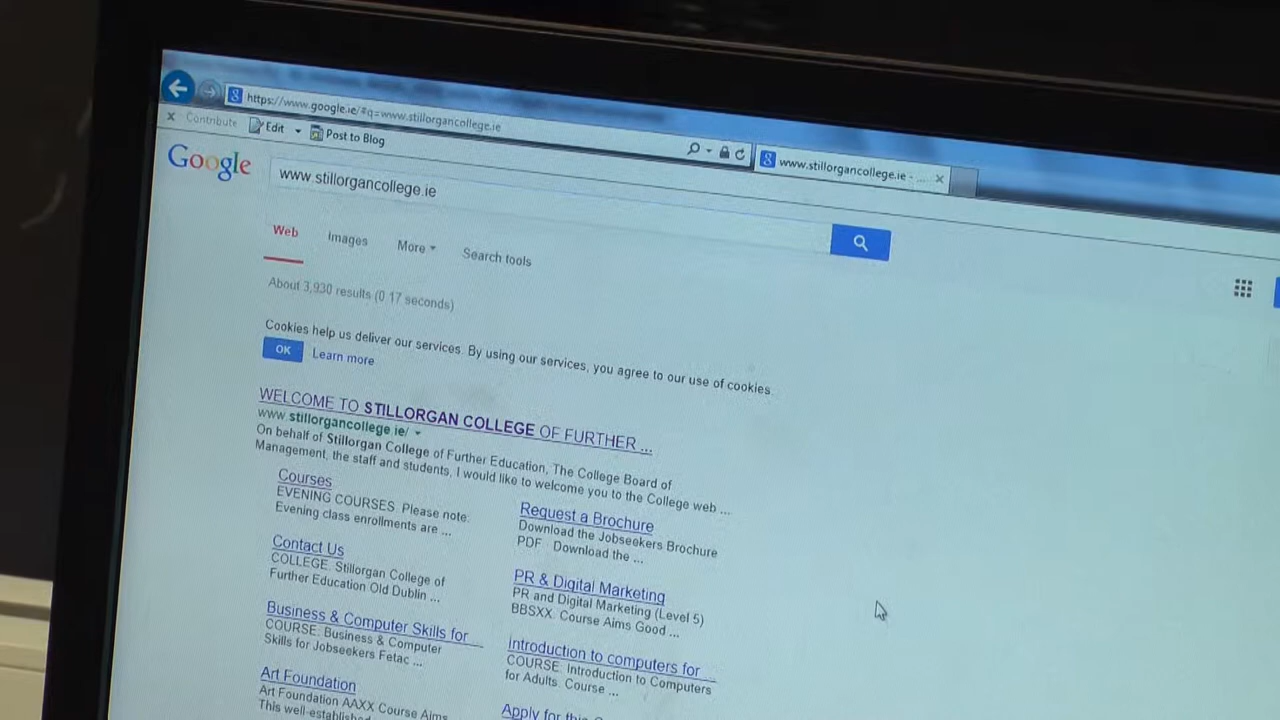 https://www.google.ie/#q=www.stillorgancollege.ie
www.stillorgancollege.ie - ...
x Contribute Edit Post to Blog
Google
www.stillorgancollege.ie
Web Images More Search tools
About 3,930 results (0.17 seconds)
Cookies help us deliver our services. By using our services, you agree to our use of cookies.
OK Learn more
WELCOME TO STILLORGAN COLLEGE OF FURTHER ...
www.stillorgancollege.ie/
On behalf of Stillorgan College of Further Education, The College Board of
Management, the staff and students, I would like to welcome you to the College web ...
Courses
EVENING COURSES. Please note:
Evening class enrollments are ...
Request a Brochure
Download the Jobseekers Brochure
PDF · Download the ...
Contact Us
COLLEGE. Stillorgan College of
Further Education Old Dublin ...
PR & Digital Marketing
PR and Digital Marketing (Level 5)
BBSXX. Course Aims Good ...
Business & Computer Skills for ...
COURSE: Business & Computer
Skills for Jobseekers Fetac ...
Introduction to computers for ...
COURSE: Introduction to Computers
for Adults. Course ...
Art Foundation
Art Foundation AAXX Course Aims
This well-established
Apply for this